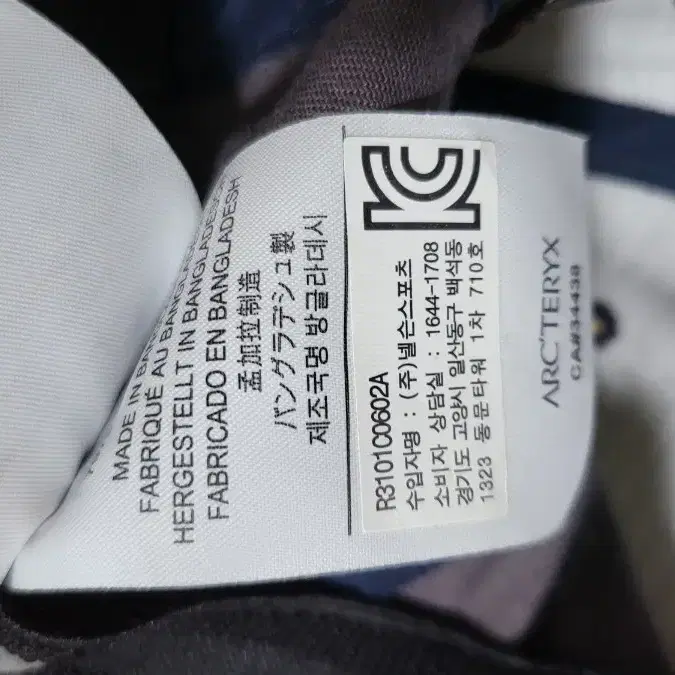 MADE IN BANGLADESH
FABRIQUÉ AU BANGLADESH
HERGESTELLT IN BANGLADESCH
FABRICADO EN BANGLADESH
孟加拉制造
バングラデシュ製
제조국명 방글라데시
R3101C0602A
수입자명 : (주)넬슨스포츠
소비자 상담실 : 1644-1708
경기도 고양시 일산동구 백석동
1323 동문타워 1차 710호
ARC'TERYX
CA#34438